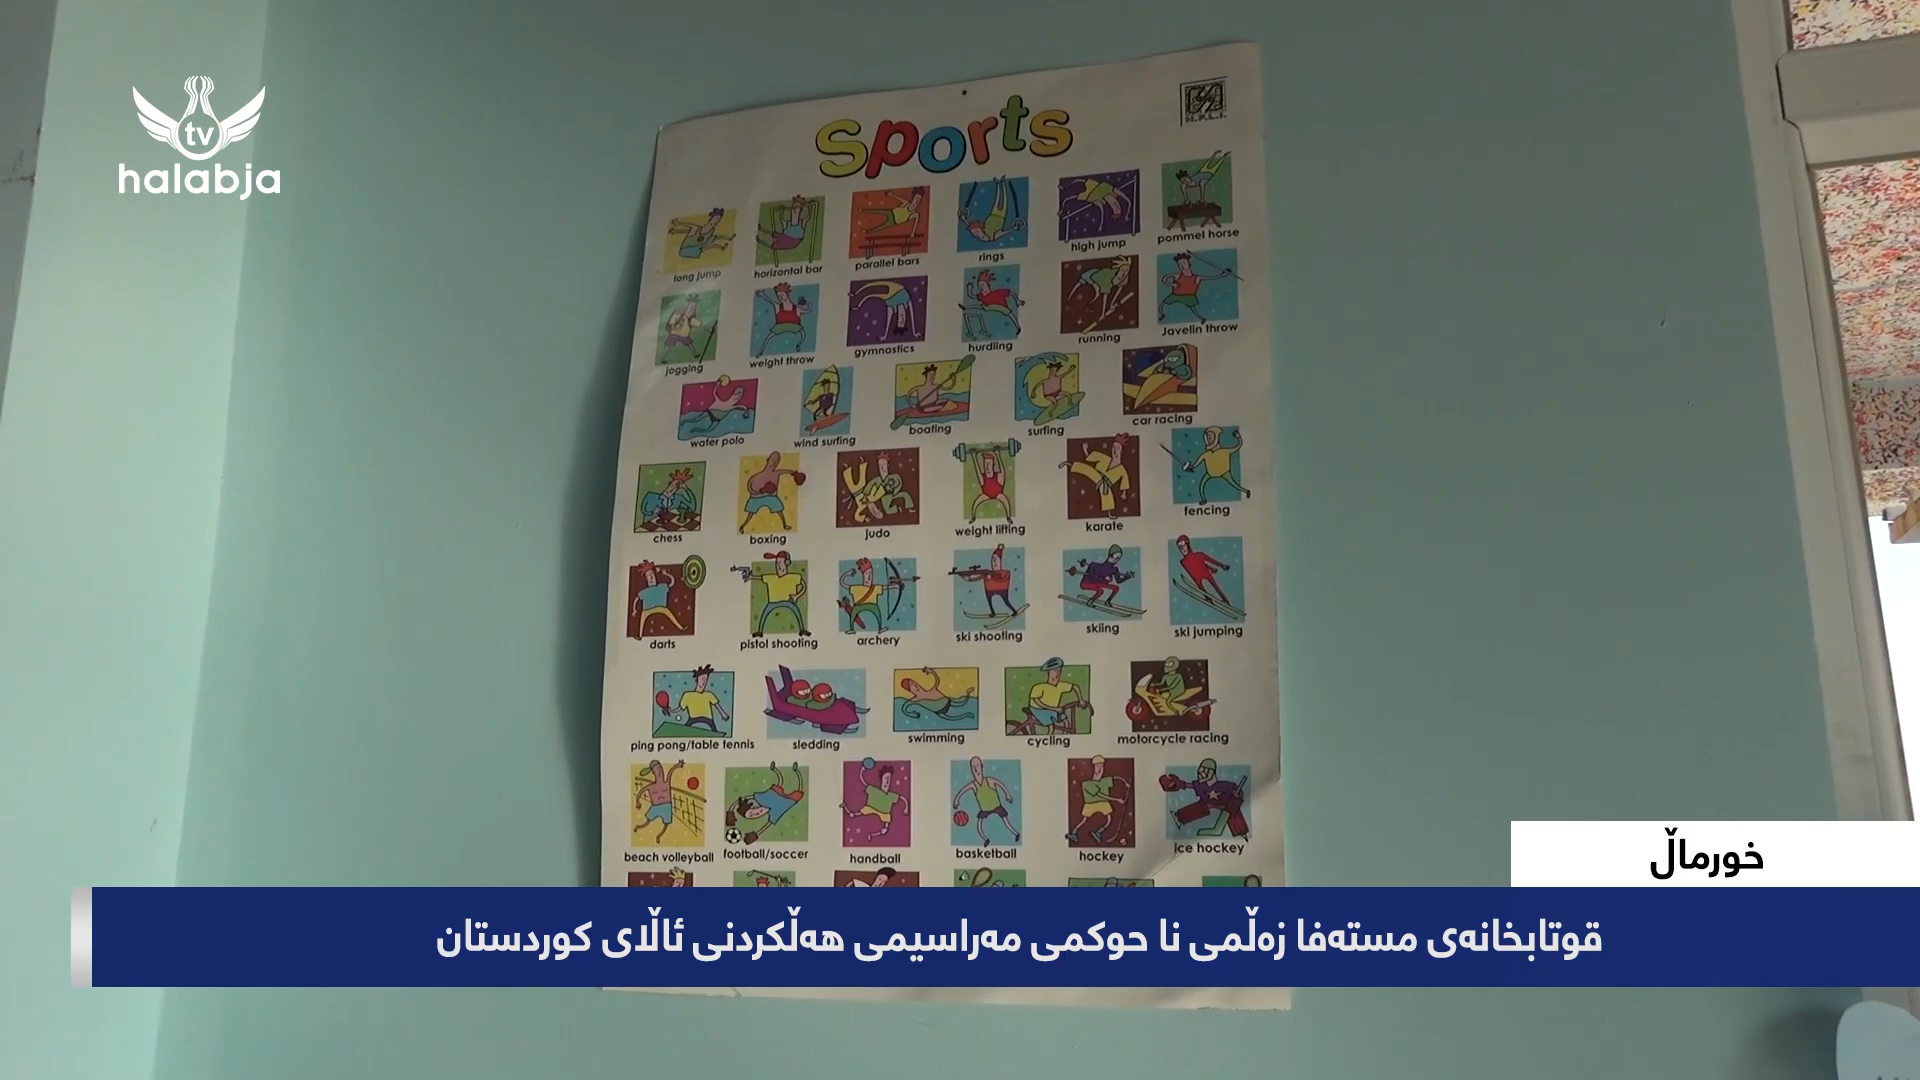 tv
halabja
Sports
H.P.L.I.
long jump
horizontal bar
parallel bars
rings
high jump
pommel horse
jogging
weight throw
gymnastics
hurdling
running
Javelin throw
water polo
wind surfing
boating
surfing
car racing
chess
boxing
judo
weight lifting
karate
fencing
darts
pistol shooting
archery
ski shooting
skiing
ski jumping
ping pong/table tennis
sledding
swimming
cycling
motorcycle racing
beach volleyball
football/soccer
handball
basketball
hockey
ice hockey
خورماڵ
قوتابخانەی مستەفا زەڵمی نا حوکمی مەراسیمی هەڵکردنی ئاڵای کوردستان